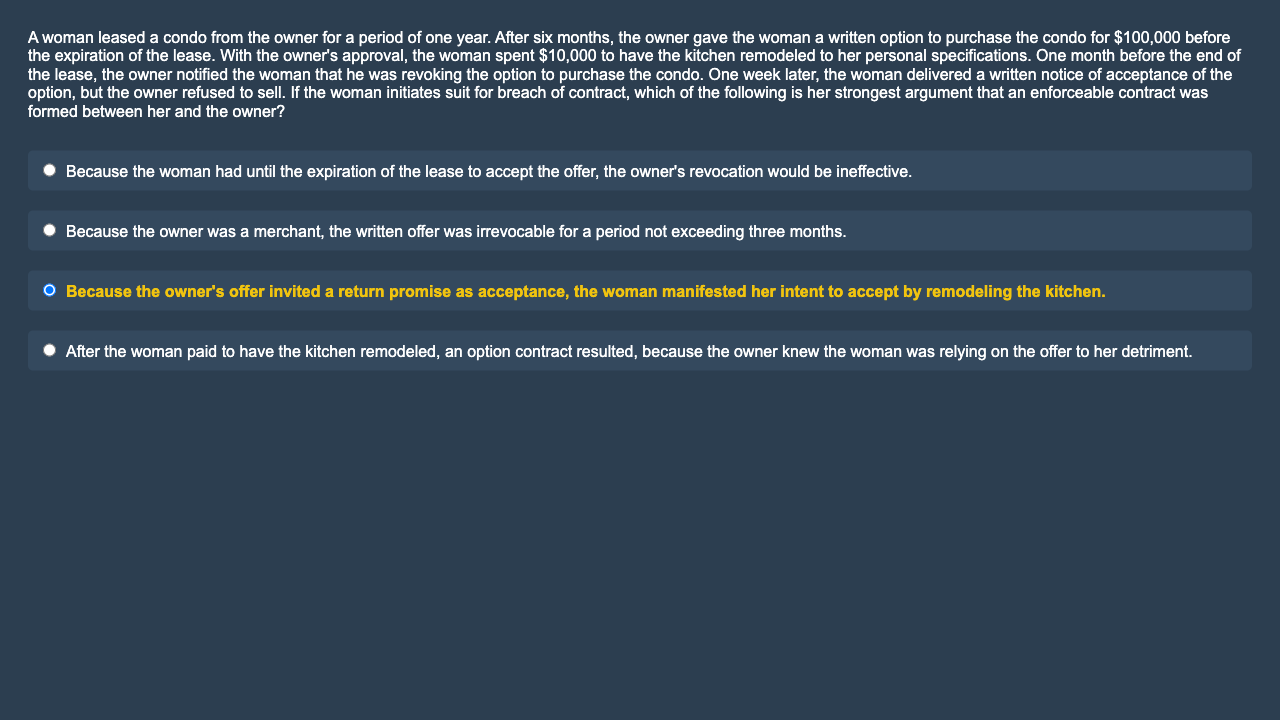 A woman leased a condo from the owner for a period of one year. After six months, the owner gave the woman a written option to purchase the condo for $100,000 before
the expiration of the lease. With the owner's approval, the woman spent $10,000 to have the kitchen remodeled to her personal specifications. One month before the end of
the lease, the owner notified the woman that he was revoking the option to purchase the condo. One week later, the woman delivered a written notice of acceptance of the
option, but the owner refused to sell. If the woman initiates suit for breach of contract, which of the following is her strongest argument that an enforceable contract was
formed between her and the owner?
Because the woman had until the expiration of the lease to accept the offer, the owner's revocation would be ineffective.
Because the owner was a merchant, the written offer was irrevocable for a period not exceeding three months.
Because the owner's offer invited a return promise as acceptance, the woman manifested her intent to accept by remodeling the kitchen.
After the woman paid to have the kitchen remodeled, an option contract resulted, because the owner knew the woman was relying on the offer to her detriment.